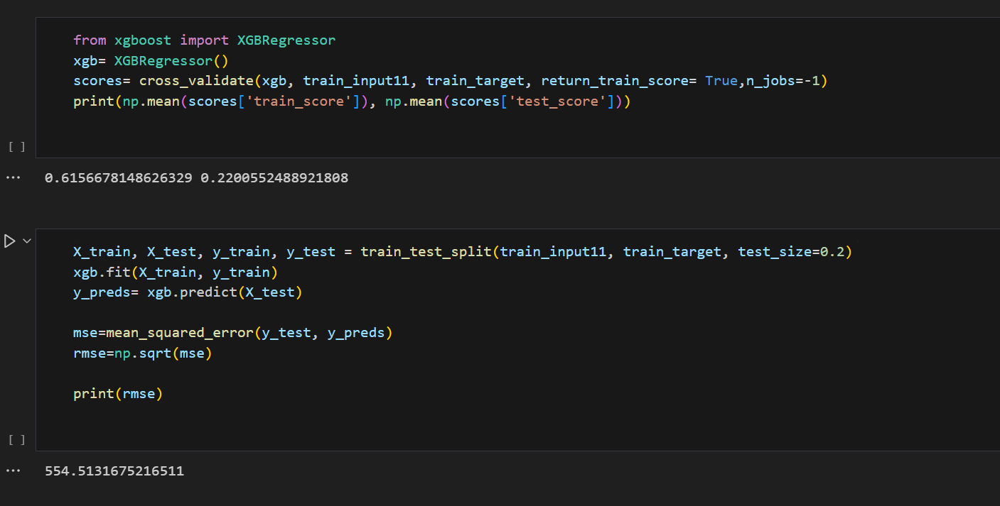 from xgboost import XGBRegressor
xgb= XGBRegressor()
scores= cross_validate(xgb, train_input11, train_target, return_train_score= True,n_jobs=-1)
print(np.mean(scores['train_score']), np.mean(scores['test_score']))
[ ]
... 0.6156678148626329 0.2200552488921808
X_train, X_test, y_train, y_test = train_test_split(train_input11, train_target, test_size=0.2)
xgb.fit(X_train, y_train)
y_preds= xgb.predict(X_test)
mse=mean_squared_error(y_test, y_preds)
rmse=np.sqrt(mse)
print(rmse)
[ ]
... 554.5131675216511